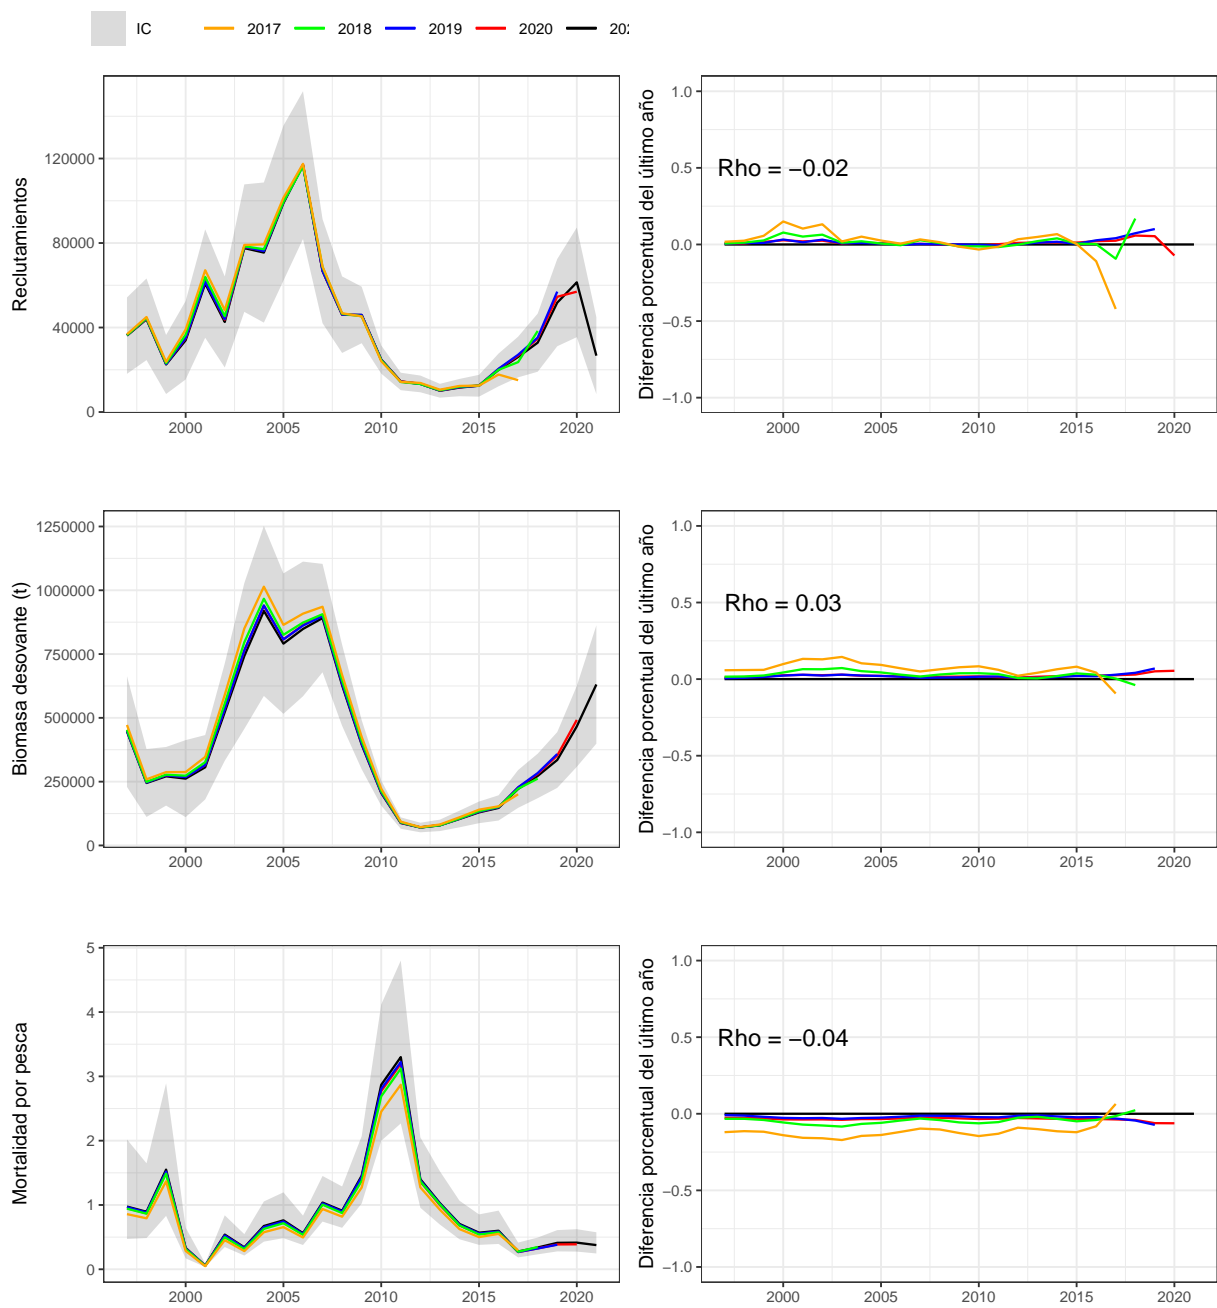 IC 2017 2018 2019 2020
Reclutamientos
120000
80000
40000
0
2000 2005 2010 2015 2020
Diferencia porcentual del último año
1.0
0.5
0.0
−0.5
−1.0
Rho = −0.02
2000 2005 2010 2015 2020
Biomasa desovante (t)
1250000
1000000
750000
500000
250000
0
2000 2005 2010 2015 2020
Diferencia porcentual del último año
1.0
0.5
0.0
−0.5
−1.0
Rho = 0.03
2000 2005 2010 2015 2020
Mortalidad por pesca
5
4
3
2
1
0
2000 2005 2010 2015 2020
Diferencia porcentual del último año
1.0
0.5
0.0
−0.5
−1.0
Rho = −0.04
2000 2005 2010 2015 2020